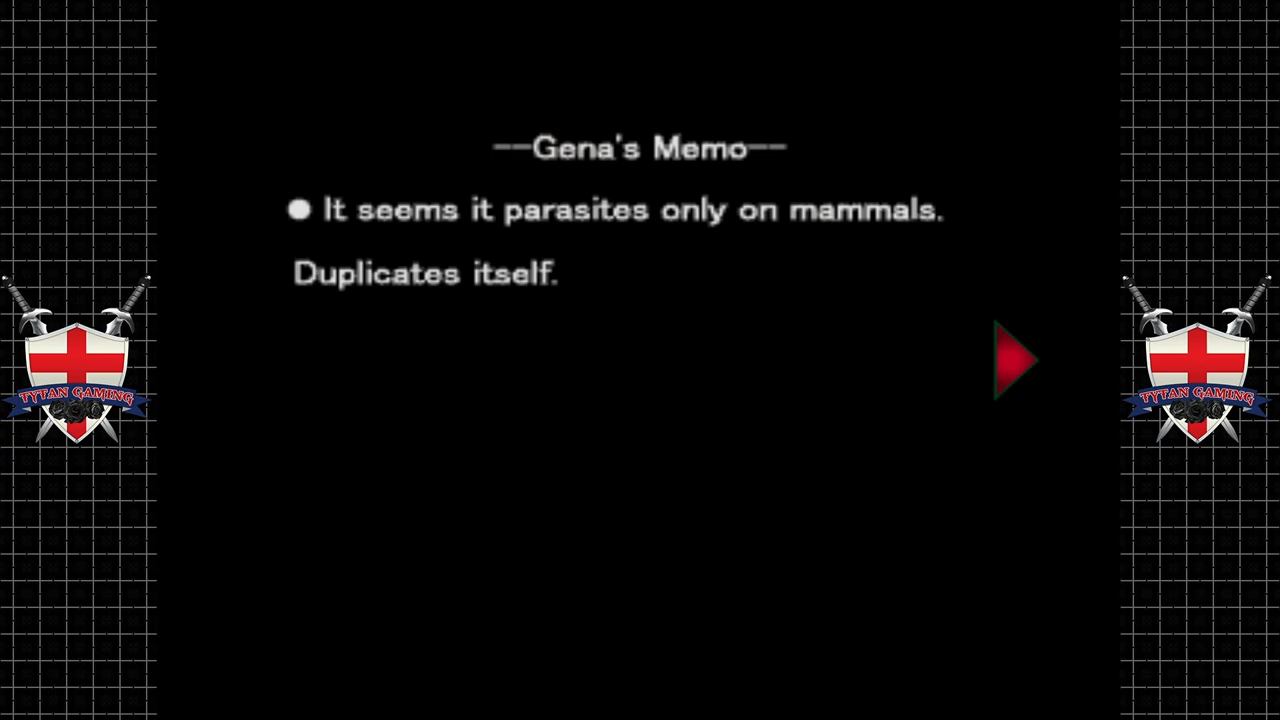 --Gena's Memo--
● It seems it parasites only on mammals.
Duplicates itself.
TYTAN GAMING
TYTAN GAMING